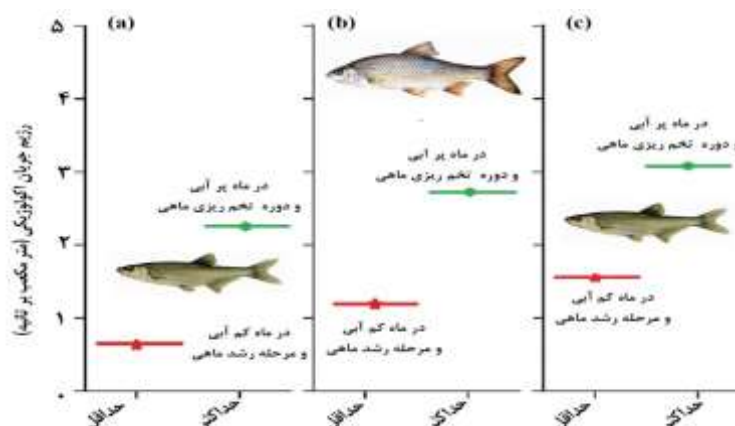 رژیم جریان اکولوژیکی (متر مکعب بر ثانیه)
۵
۴
۳
۲
۱
۰
(a)
در ماه پر آبی
و دوره تخم ریزی ماهی
در ماه کم آبی
و مرحله رشد ماهی
حداقل
حداکثر
(b)
در ماه پر آبی
و دوره تخم ریزی ماهی
در ماه کم آبی
و مرحله رشد ماهی
حداقل
حداکثر
(c)
در ماه پر آبی
و دوره تخم ریزی ماهی
در ماه کم آبی
و مرحله رشد ماهی
حداقل
حداکثر